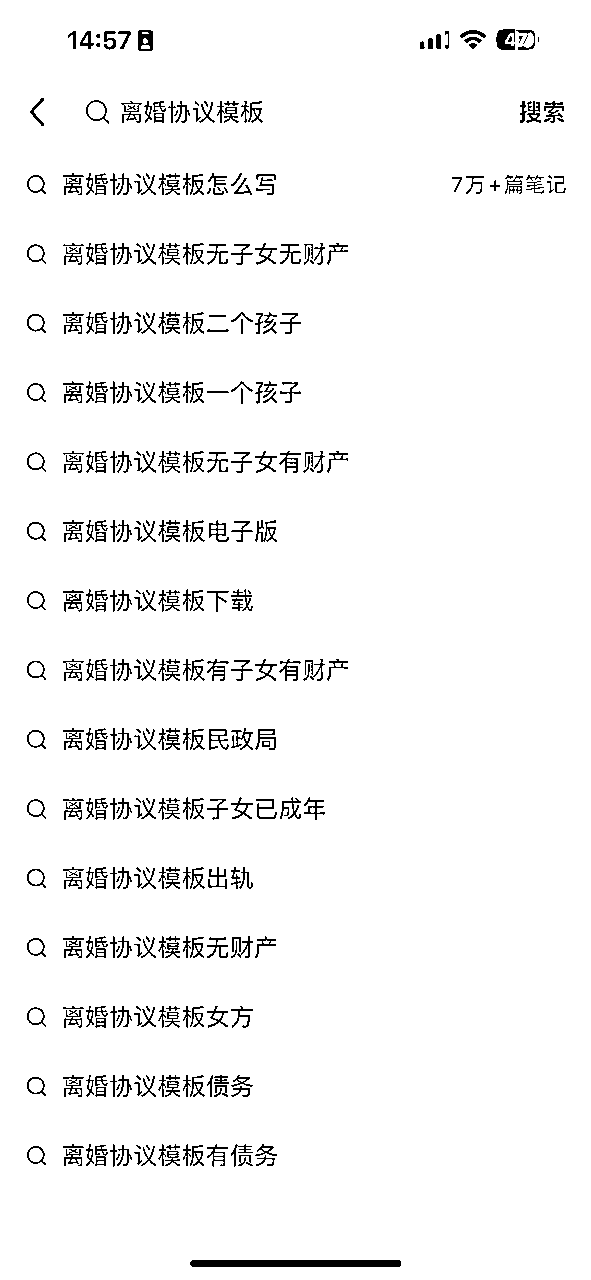 14:57
47
离婚协议模板
搜索
离婚协议模板怎么写
7万+篇笔记
离婚协议模板无子女无财产
离婚协议模板二个孩子
离婚协议模板一个孩子
离婚协议模板无子女有财产
离婚协议模板电子版
离婚协议模板下载
离婚协议模板有子女有财产
离婚协议模板民政局
离婚协议模板子女已成年
离婚协议模板出轨
离婚协议模板无财产
离婚协议模板女方
离婚协议模板债务
离婚协议模板有债务